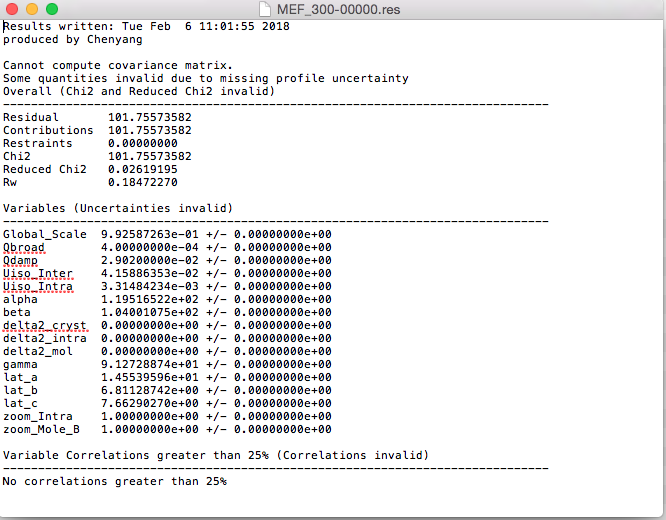 MEF_300-00000.res
Results written: Tue Feb  6 11:01:55 2018
produced by Chenyang
Cannot compute covariance matrix.
Some quantities invalid due to missing profile uncertainty
Overall (Chi2 and Reduced Chi2 invalid)
------------------------------------------------------------------------------
Residual       101.75573582
Contributions  101.75573582
Restraints     0.00000000
Chi2           101.75573582
Reduced Chi2   0.02619195
Rw             0.18472270
Variables (Uncertainties invalid)
------------------------------------------------------------------------------
Global_Scale  9.92587263e-01 +/- 0.00000000e+00
Qbroad        4.00000000e-04 +/- 0.00000000e+00
Qdamp         2.90200000e-02 +/- 0.00000000e+00
Uiso_Inter    4.15886353e-02 +/- 0.00000000e+00
Uiso_Intra    3.31484234e-03 +/- 0.00000000e+00
alpha         1.19516522e+02 +/- 0.00000000e+00
beta          1.04001075e+02 +/- 0.00000000e+00
delta2_cryst  0.00000000e+00 +/- 0.00000000e+00
delta2_intra  0.00000000e+00 +/- 0.00000000e+00
delta2_mol    0.00000000e+00 +/- 0.00000000e+00
gamma         9.12728874e+01 +/- 0.00000000e+00
lat_a         1.45539596e+01 +/- 0.00000000e+00
lat_b         6.81128742e+00 +/- 0.00000000e+00
lat_c         7.66290270e+00 +/- 0.00000000e+00
zoom_Intra    1.00000000e+00 +/- 0.00000000e+00
zoom_Mole_B   1.00000000e+00 +/- 0.00000000e+00
Variable Correlations greater than 25% (Correlations invalid)
------------------------------------------------------------------------------
No correlations greater than 25%